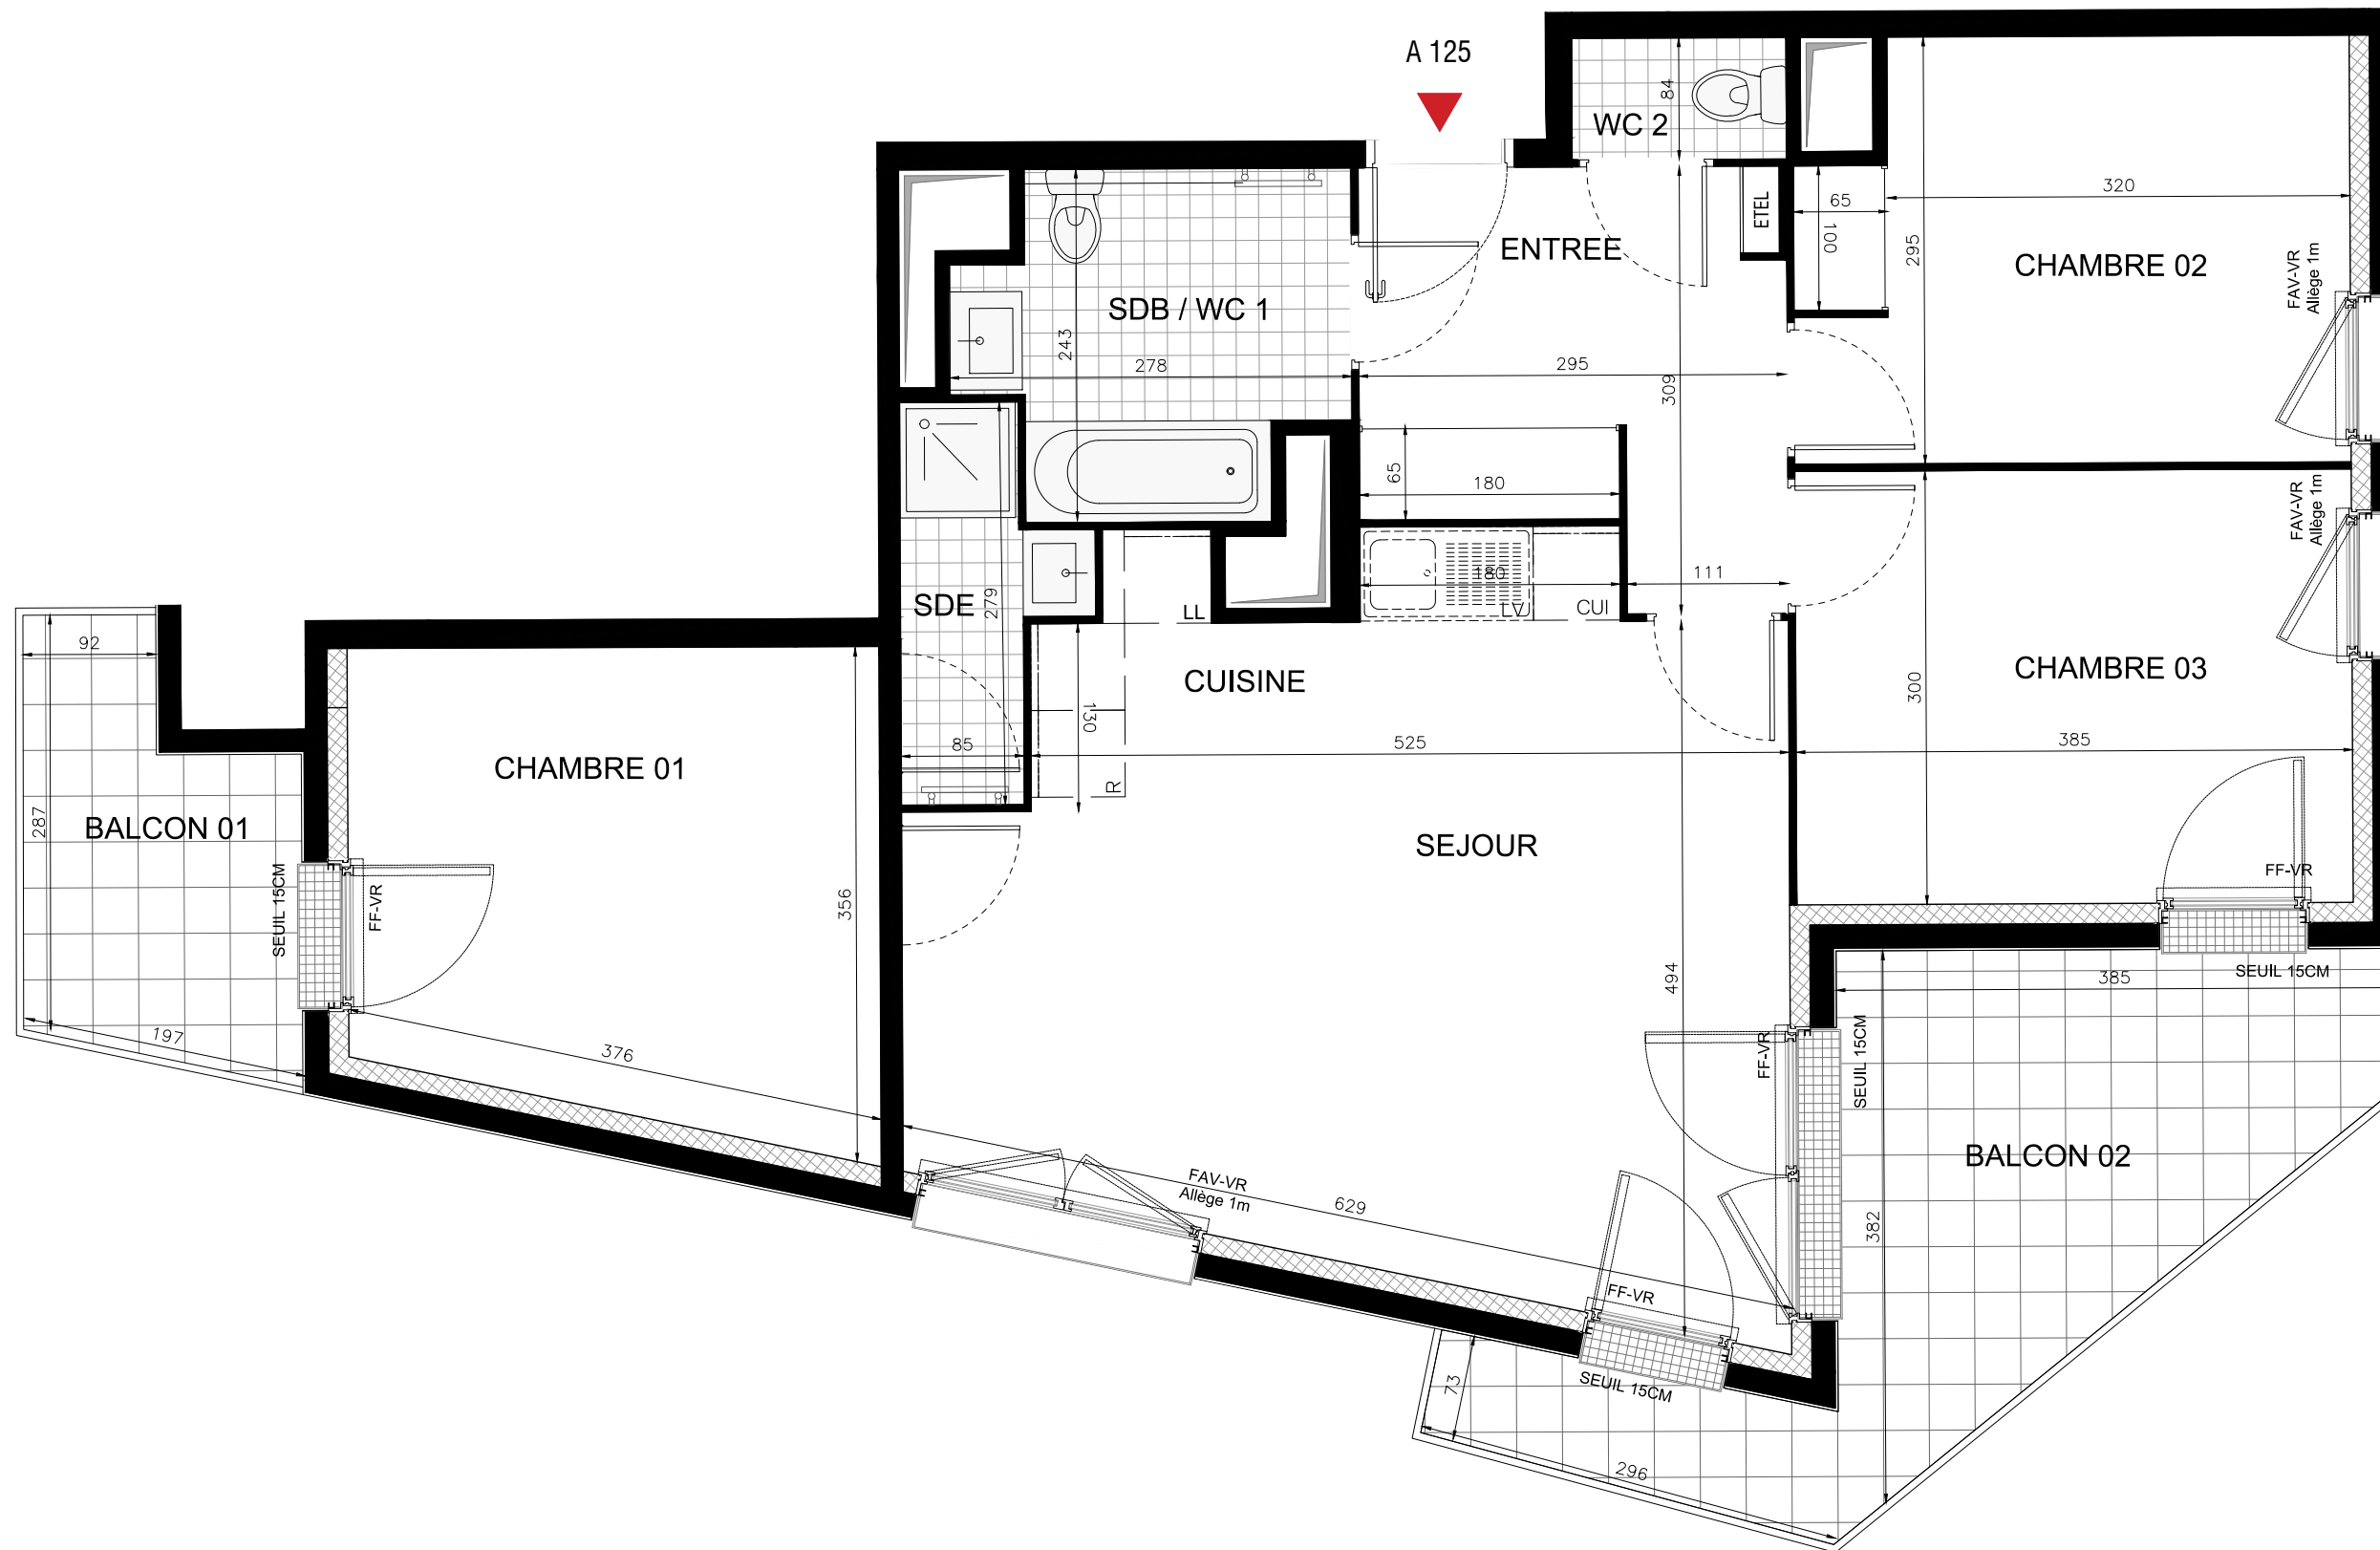 A 125
84
WC 2
320
65
100
ETEL
295
ENTREE
CHAMBRE 02
FAV-VR
Allège 1m
SDB / WC 1
243
278
295
309
65
180
FAV-VR
Allège 1m
180
111
LV
CUI
SDE
279
LL
92
CUISINE
300
CHAMBRE 03
130
85
525
385
CHAMBRE 01
R
287
BALCON 01
SEJOUR
SEUIL 15CM
FF-VR
356
FF-VR
494
SEUIL 15CM
385
197
376
FF-VR
SEUIL 15CM
BALCON 02
FAV-VR
Allège 1m
629
382
FF-VR
73
SEUIL 15CM
296